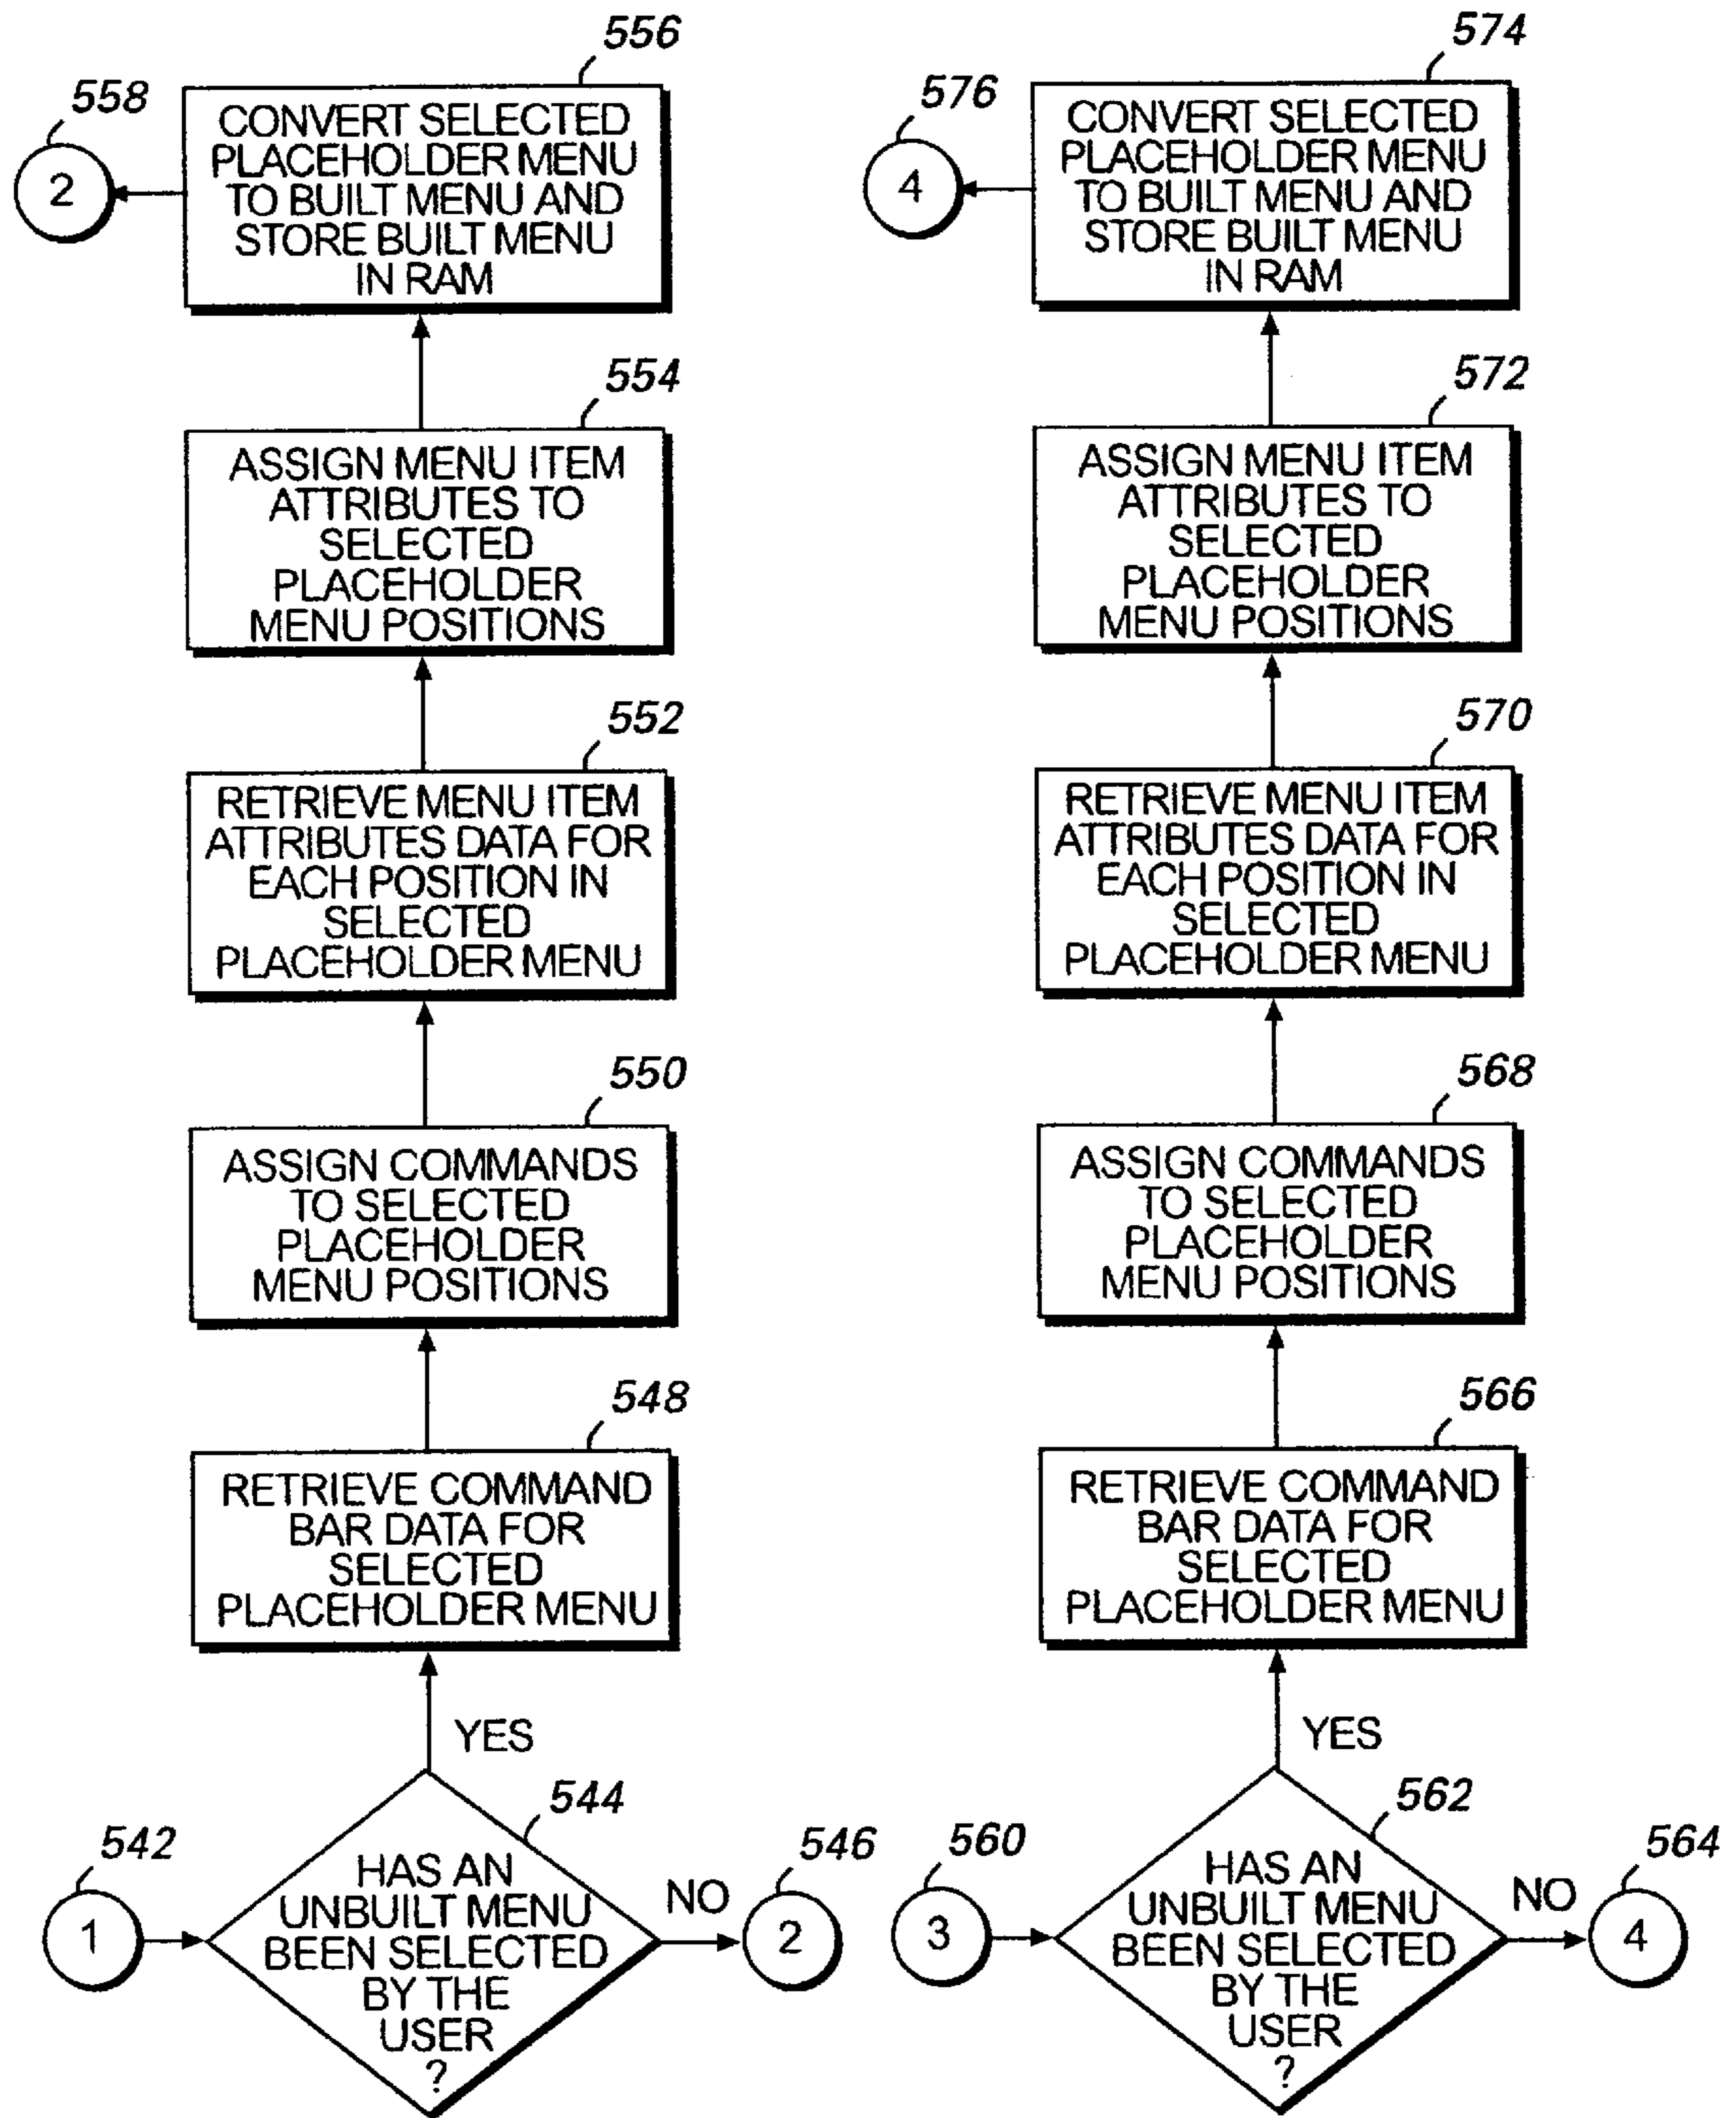 556
558
CONVERT SELECTED
PLACEHOLDER MENU
TO BUILT MENU AND
STORE BUILT MENU
IN RAM
2
554
ASSIGN MENU ITEM
ATTRIBUTES TO
SELECTED
PLACEHOLDER
MENU POSITIONS
552
RETRIEVE MENU ITEM
ATTRIBUTES DATA FOR
EACH POSITION IN
SELECTED
PLACEHOLDER MENU
550
ASSIGN COMMANDS
TO SELECTED
PLACEHOLDER
MENU POSITIONS
548
RETRIEVE COMMAND
BAR DATA FOR
SELECTED
PLACEHOLDER MENU
YES
544
542
1
HAS AN
UNBUILT MENU
BEEN SELECTED
BY THE
USER
?
NO
546
2
574
576
CONVERT SELECTED
PLACEHOLDER MENU
TO BUILT MENU AND
STORE BUILT MENU
IN RAM
4
572
ASSIGN MENU ITEM
ATTRIBUTES TO
SELECTED
PLACEHOLDER
MENU POSITIONS
570
RETRIEVE MENU ITEM
ATTRIBUTES DATA FOR
EACH POSITION IN
SELECTED
PLACEHOLDER MENU
568
ASSIGN COMMANDS
TO SELECTED
PLACEHOLDER
MENU POSITIONS
566
RETRIEVE COMMAND
BAR DATA FOR
SELECTED
PLACEHOLDER MENU
YES
562
560
3
HAS AN
UNBUILT MENU
BEEN SELECTED
BY THE
USER
?
NO
564
4